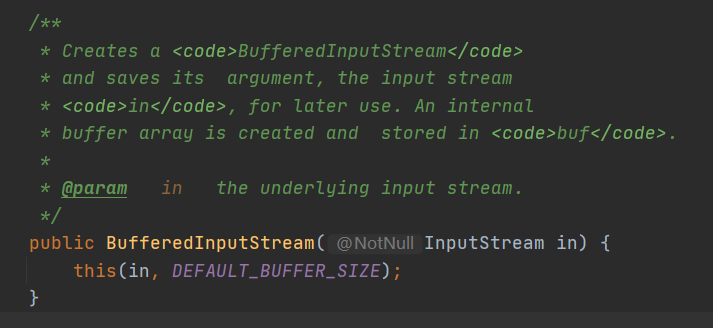 /**
 * Creates a <code>BufferedInputStream</code>
 * and saves its  argument, the input stream
 * <code>in</code>, for later use. An internal
 * buffer array is created and  stored in <code>buf</code>.
 *
 * @param   in   the underlying input stream.
 */
public BufferedInputStream( @NotNull InputStream in) {
    this(in, DEFAULT_BUFFER_SIZE);
}